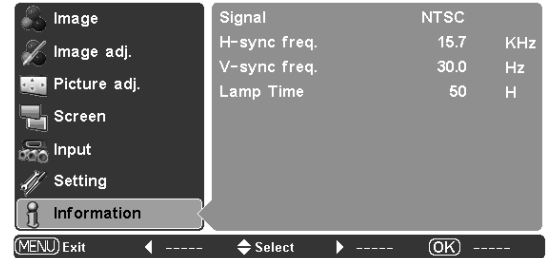 Image
Image adj.
Picture adj.
Screen
Input
Setting
Information
Signal NTSC
H-sync freq. 15.7 KHz
V-sync freq. 30.0 Hz
Lamp Time 50 H
MENU Exit ----- Select ----- OK -----